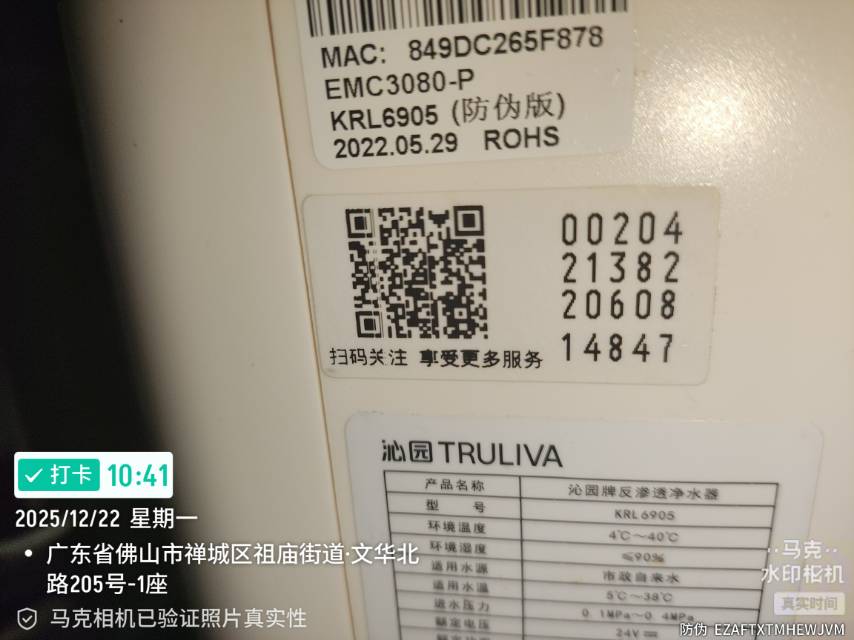 MAC: 849DC265F878
EMC3080-P
KRL6905 (防伪版)
2022.05.29 ROHS
00204
21382
20608
14847
扫码关注 享受更多服务
沁园 TRULIVA
产品名称 沁园牌反渗透净水器
型 号 KRL6905
环境温度 4℃～40℃
环境湿度 ≤90%
适用水源 市政自来水
适用水温 5℃～38℃
进水压力 0.1MPa～0.4MPa
额定电压 24V
打卡 10:41
2025/12/22 星期一
广东省佛山市禅城区祖庙街道·文华北
路205号-1座
马克相机已验证照片真实性
马克
水印相机
真实时间
防伪 EZAFTXTMHEWJVM